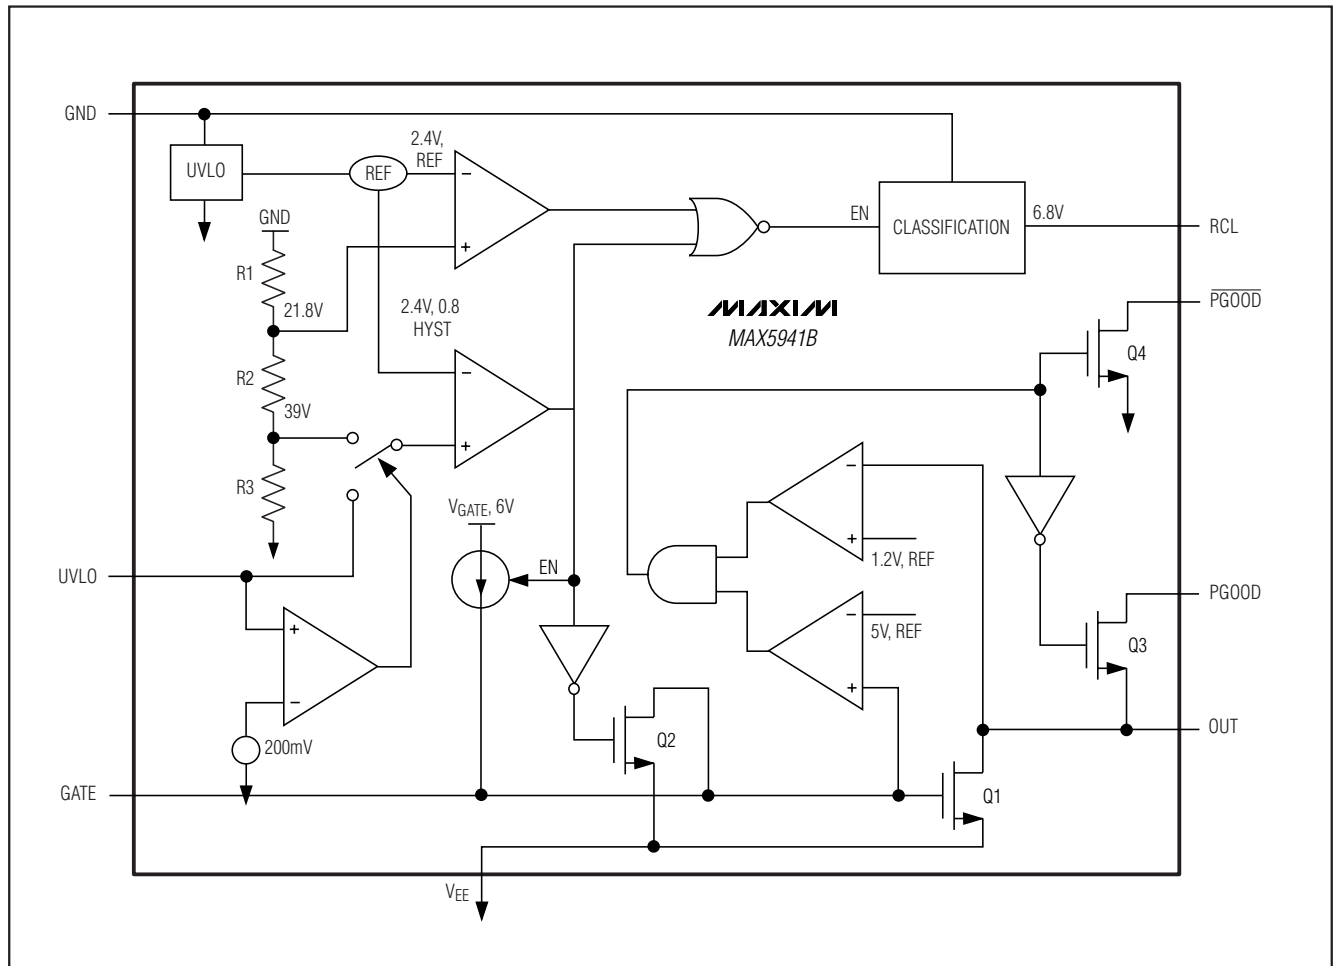 GND
UVLO
REF
2.4V,
REF
−
+
GND
R1
21.8V
R2
39V
R3
2.4V, 0.8
HYST
−
+
EN
CLASSIFICATION
6.8V
RCL
MAXIM
MAX5941B
PGOOD
Q4
VGATE, 6V
EN
−
+
1.2V, REF
−
5V, REF
+
PGOOD
Q3
UVLO
+
−
200mV
Q2
OUT
GATE
Q1
VEE